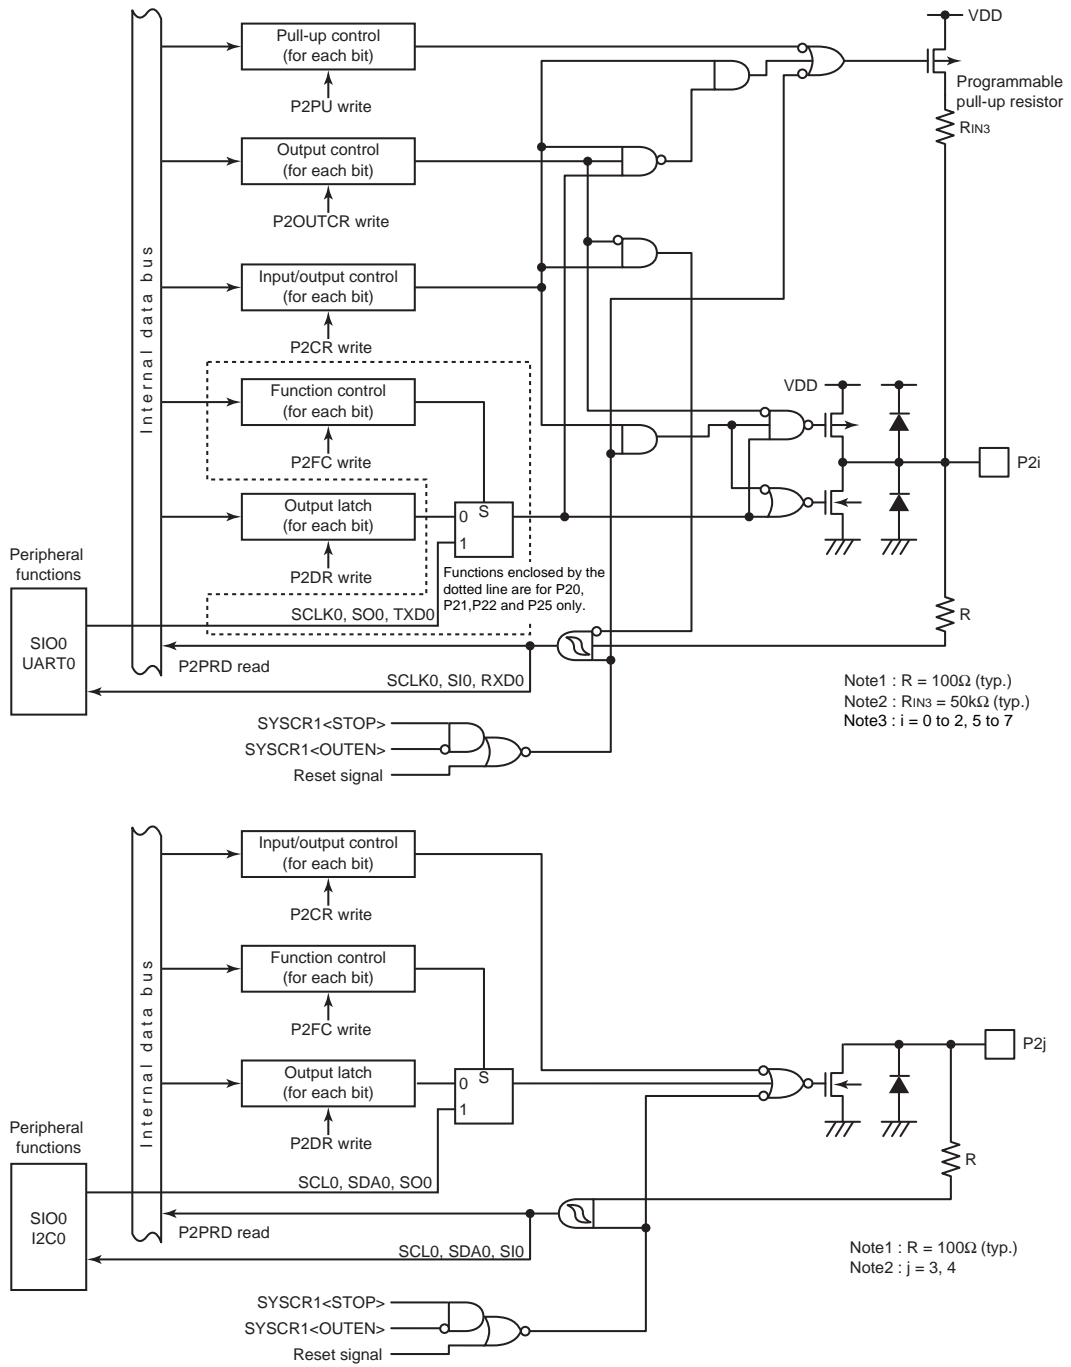 VDD
Pull-up control
(for each bit)
P2PU write
Programmable
pull-up resistor
RIN3
Output control
(for each bit)
P2OUTCR write
Internal data bus
Input/output control
(for each bit)
P2CR write
Function control
(for each bit)
P2FC write
VDD
P2i
Output latch
(for each bit)
P2DR write
S
0
1
Functions enclosed by the
dotted line are for P20,
P21,P22 and P25 only.
Peripheral
functions
SIO0
UART0
SCLK0, SO0, TXD0
R
P2PRD read
SCLK0, SI0, RXD0
Note1 : R = 100Ω (typ.)
Note2 : RIN3 = 50kΩ (typ.)
Note3 : i = 0 to 2, 5 to 7
SYSCR1<STOP>
SYSCR1<OUTEN>
Reset signal
Internal data bus
Input/output control
(for each bit)
P2CR write
Function control
(for each bit)
P2FC write
P2j
Output latch
(for each bit)
P2DR write
S
0
1
Peripheral
functions
SIO0
I2C0
SCL0, SDA0, SO0
R
P2PRD read
SCL0, SDA0, SI0
Note1 : R = 100Ω (typ.)
Note2 : j = 3, 4
SYSCR1<STOP>
SYSCR1<OUTEN>
Reset signal